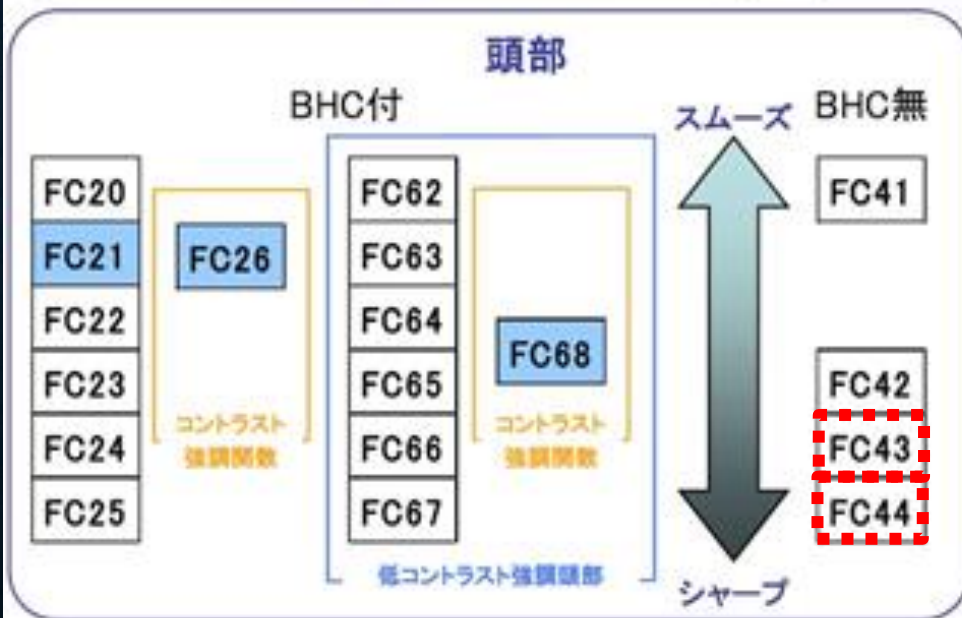 頭部
BHC付
スムーズ
BHC無
FC20
FC21
FC22
FC23
FC24
FC25
FC26
コントラスト
強調関数
FC62
FC63
FC64
FC65
FC66
FC67
FC68
コントラスト
強調関数
低コントラスト強調頭部
シャープ
FC41
FC42
FC43
FC44